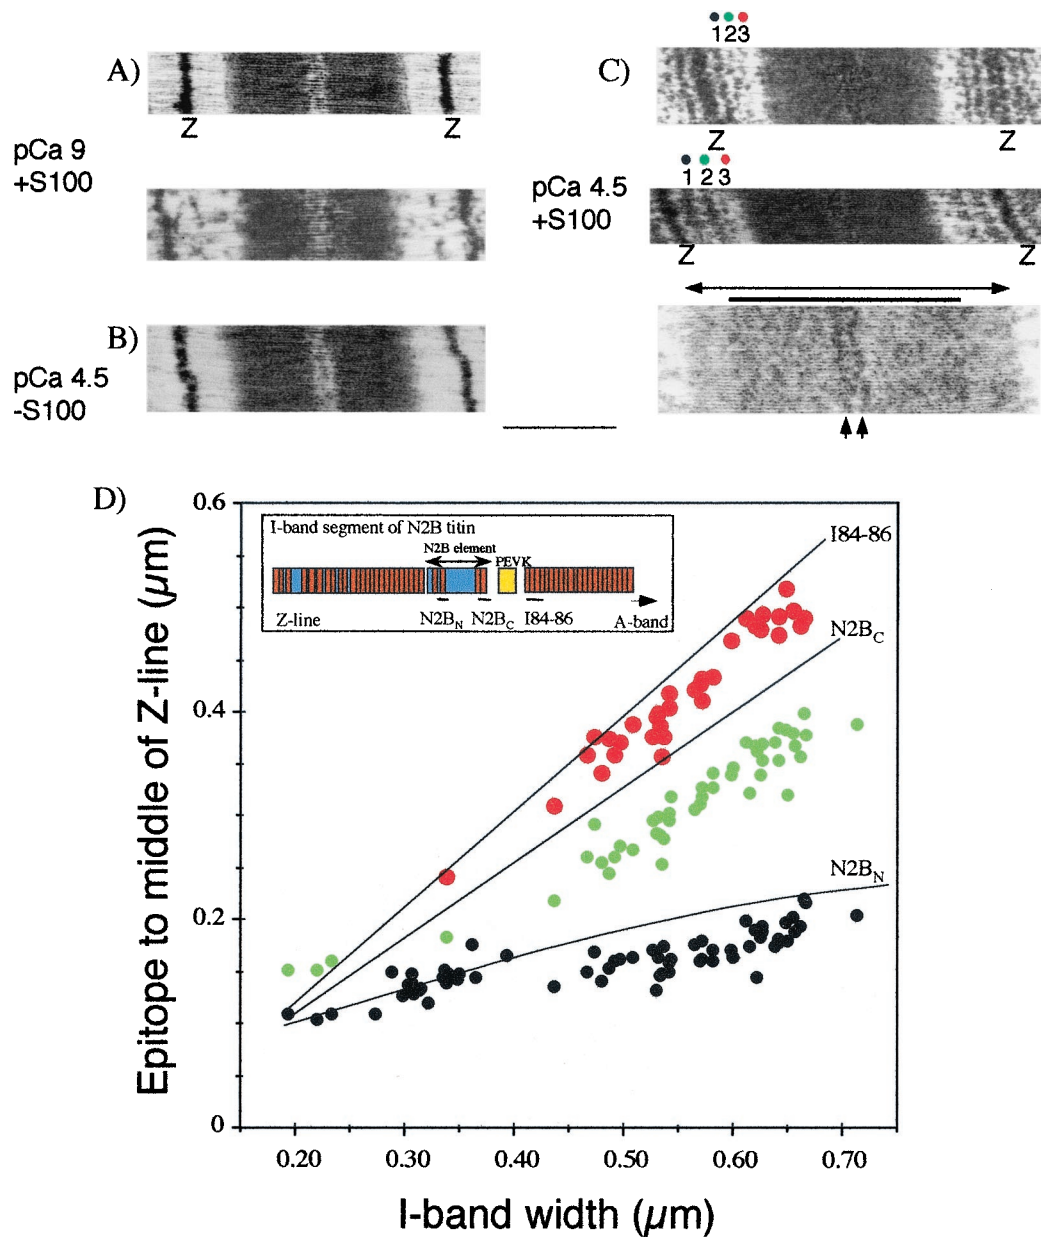 A)
Z Z
pCa 9
+S100
B)
pCa 4.5
-S100
C)
123
Z Z
pCa 4.5
+S100
1 2 3
Z Z
D)
Epitope to middle of Z-line (µm)
0.6
0.4
0.2
0
I-band segment of N2B titin
N2B element
PEVK
Z-line
N2BN N2BC I84-86
A-band
I84-86
N2BC
N2BN
0.20 0.30 0.40 0.50 0.60 0.70
I-band width (µm)